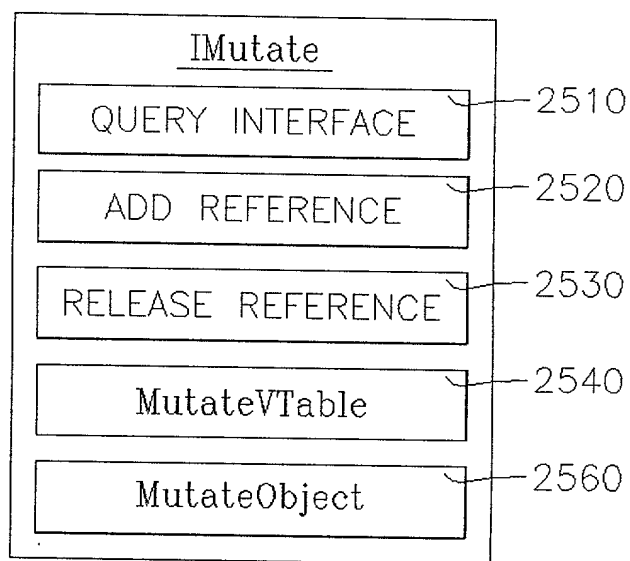 IMutate
QUERY INTERFACE 2510
ADD REFERENCE 2520
RELEASE REFERENCE 2530
MutateVTable 2540
MutateObject 2560